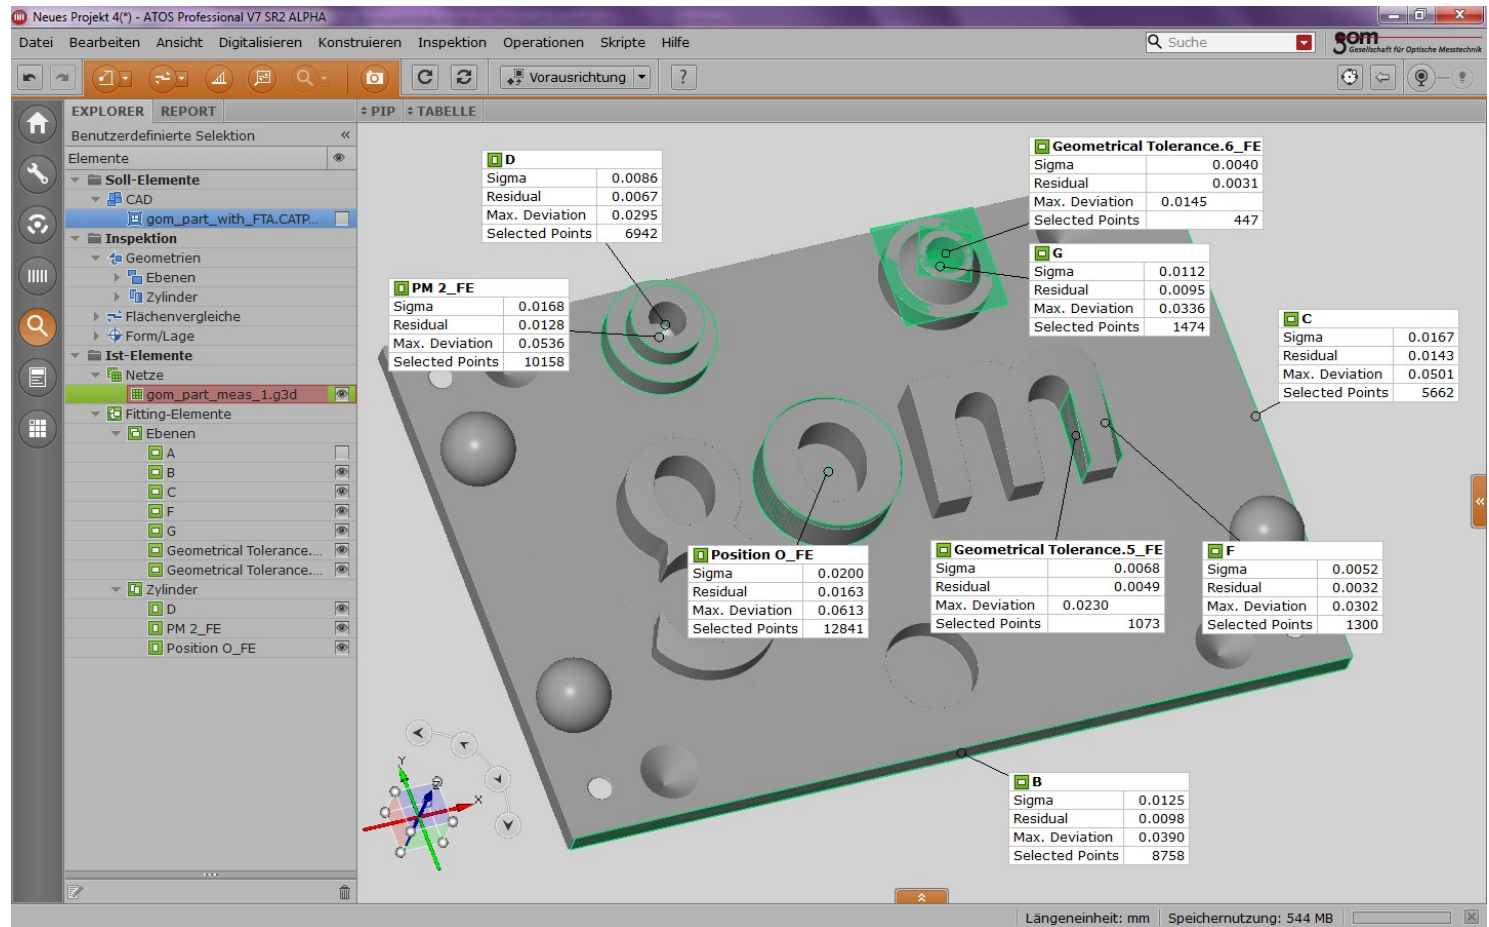 Neues Projekt 4(*) - ATOS Professional V7 SR2 ALPHA
Datei Bearbeiten Ansicht Digitalisieren Konstruieren Inspektion Operationen Skripte Hilfe
Suche
gom
Gesellschaft für Optische Messtechnik
Vorausrichtung
?
EXPLORER REPORT
PIP TABELLE
Benutzerdefinierte Selektion
Elemente
Soll-Elemente
CAD
gom_part_with_FTA.CATP...
Inspektion
Geometrien
Ebenen
Zylinder
Flächenvergleiche
Form/Lage
Ist-Elemente
Netze
gom_part_meas_1.g3d
Fitting-Elemente
Ebenen
A
B
C
F
G
Geometrical Tolerance....
Geometrical Tolerance....
Zylinder
D
PM 2_FE
Position O_FE
D
Sigma 0.0086
Residual 0.0067
Max. Deviation 0.0295
Selected Points 6942
Geometrical Tolerance.6_FE
Sigma 0.0040
Residual 0.0031
Max. Deviation 0.0145
Selected Points 447
G
Sigma 0.0112
Residual 0.0095
Max. Deviation 0.0336
Selected Points 1474
PM 2_FE
Sigma 0.0168
Residual 0.0128
Max. Deviation 0.0536
Selected Points 10158
C
Sigma 0.0167
Residual 0.0143
Max. Deviation 0.0501
Selected Points 5662
Position O_FE
Sigma 0.0200
Residual 0.0163
Max. Deviation 0.0613
Selected Points 12841
Geometrical Tolerance.5_FE
Sigma 0.0068
Residual 0.0049
Max. Deviation 0.0230
Selected Points 1073
F
Sigma 0.0052
Residual 0.0032
Max. Deviation 0.0302
Selected Points 1300
B
Sigma 0.0125
Residual 0.0098
Max. Deviation 0.0390
Selected Points 8758
gom
Y
Z
X
Längeneinheit: mm Speichernutzung: 544 MB